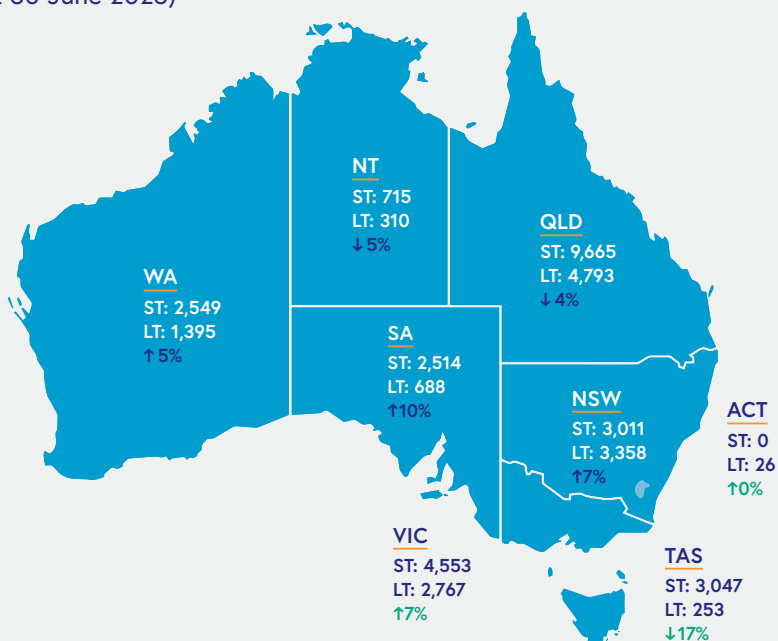 30 June 2023)
NT
ST: 715
LT: 310
↓5%
QLD
ST: 9,665
LT: 4,793
↓4%
WA
ST: 2,549
LT: 1,395
↑5%
SA
ST: 2,514
LT: 688
↑10%
NSW
ST: 3,011
LT: 3,358
↑7%
ACT
ST: 0
LT: 26
↑0%
VIC
ST: 4,553
LT: 2,767
↑7%
TAS
ST: 3,047
LT: 253
↓17%